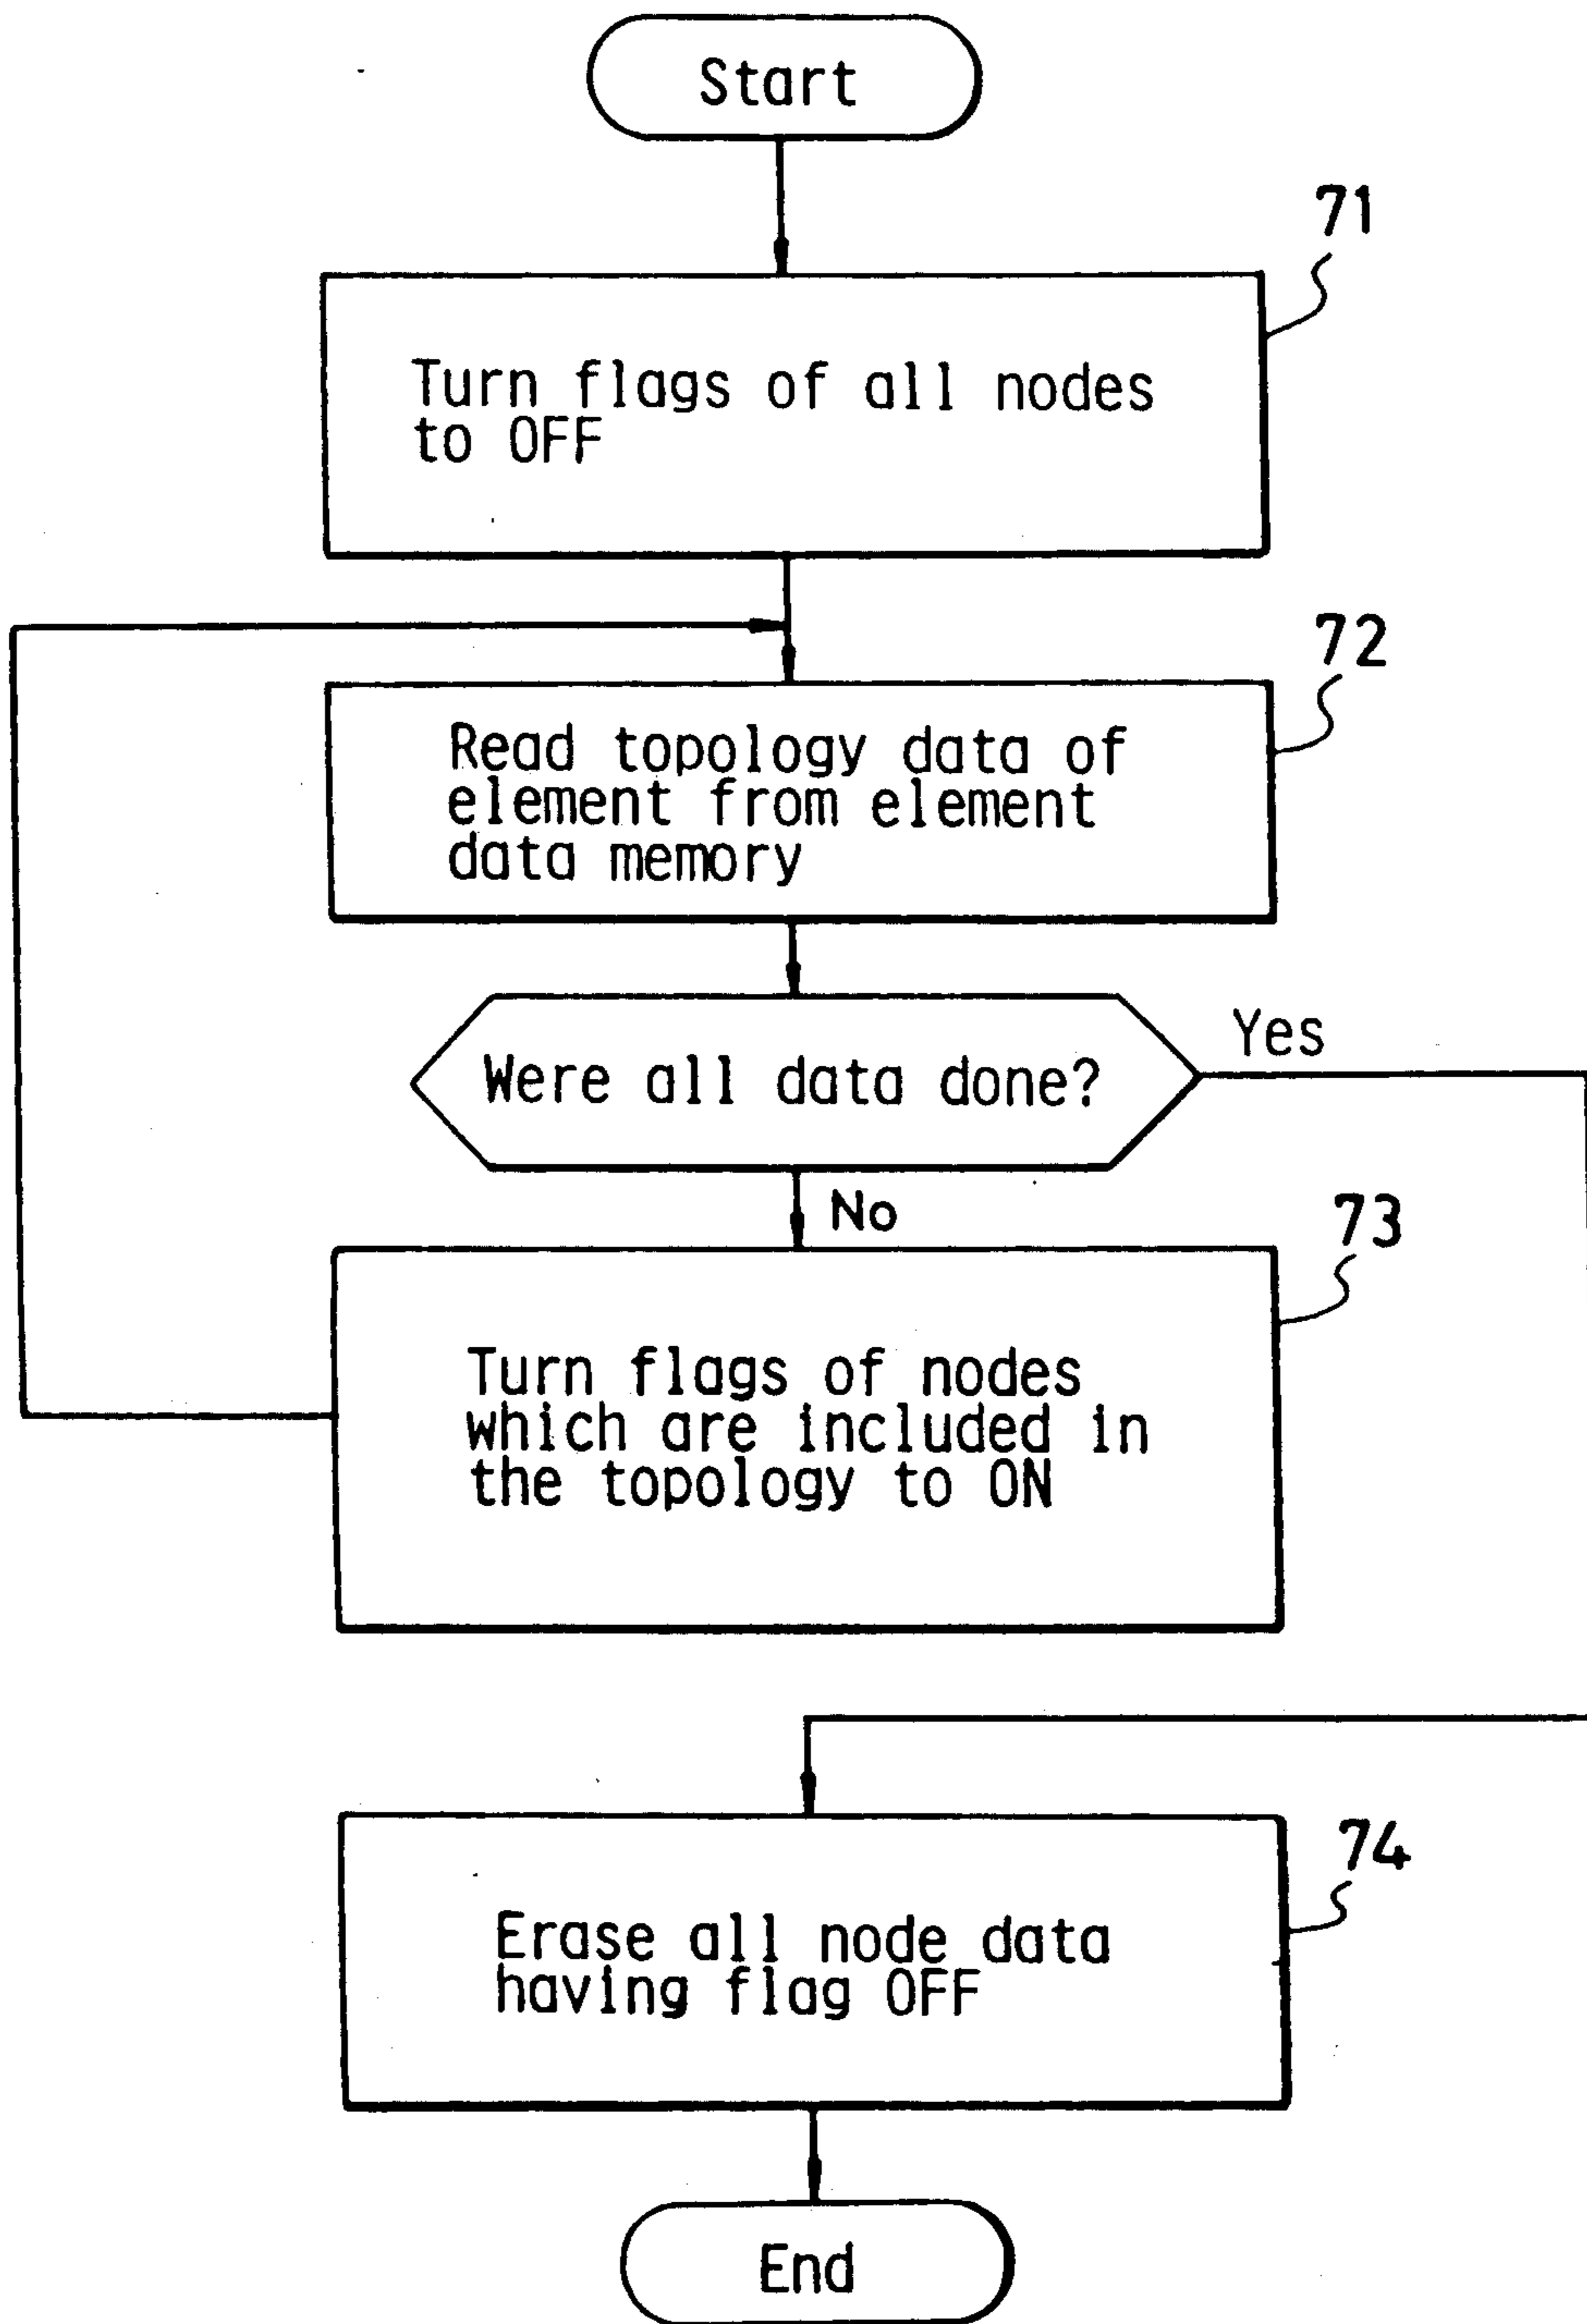 Start
71
Turn flags of all nodes
to OFF
72
Read topology data of
element from element
data memory
Were all data done?
Yes
No
73
Turn flags of nodes
which are included in
the topology to ON
74
Erase all node data
having flag OFF
End